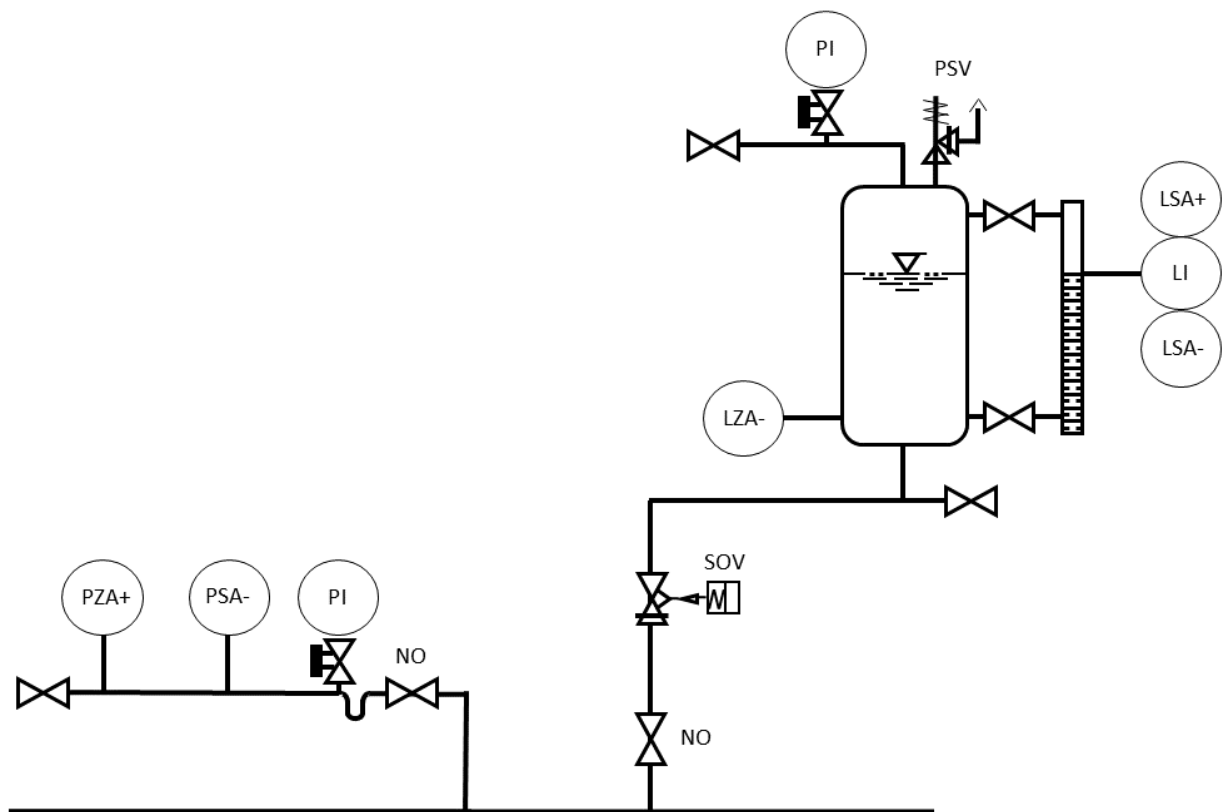 PI
PSV
LSA+
LI
LSA-
LZA-
SOV
PZA+
PSA-
PI
NO
NO